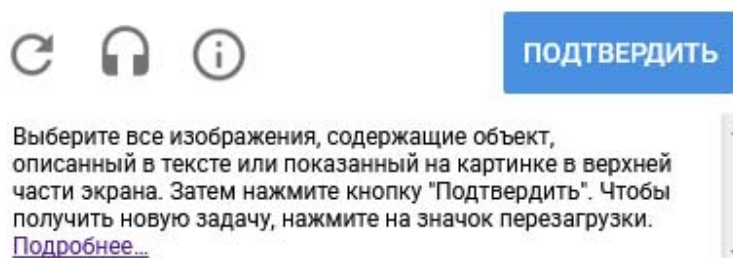 ПОДТВЕРДИТЬ
Выберите все изображения, содержащие объект,
описанный в тексте или показанный на картинке в верхней
части экрана. Затем нажмите кнопку "Подтвердить". Чтобы
получить новую задачу, нажмите на значок перезагрузки.
Подробнее...